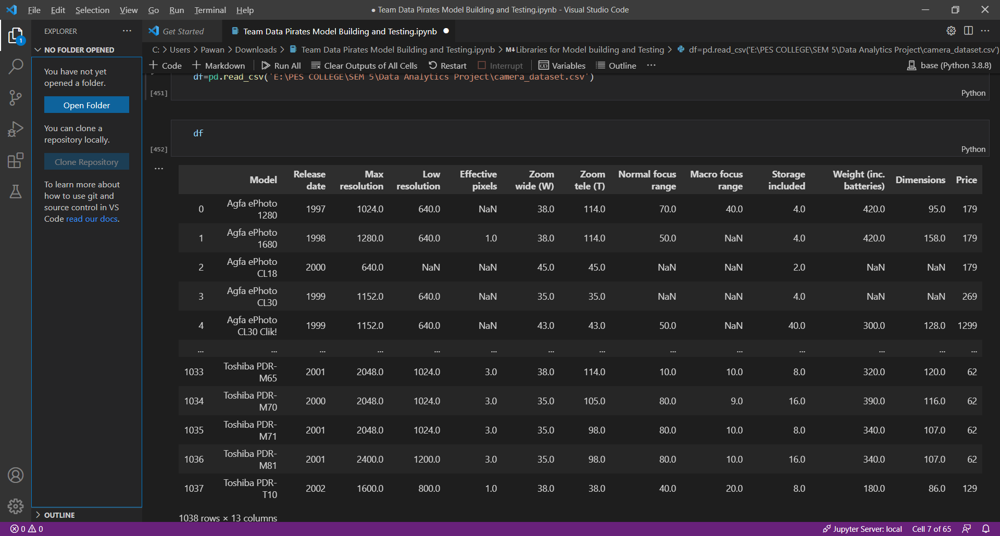 File Edit Selection View Go Run Terminal Help ● Team Data Pirates Model Building and Testing.ipynb - Visual Studio Code
EXPLORER ···
Get Started Team Data Pirates Model Building and Testing.ipynb ●
NO FOLDER OPENED
C: > Users > Pawan > Downloads > Team Data Pirates Model Building and Testing.ipynb > M↓Libraries for Model building and Testing > df=pd.read_csv('E:\PES COLLEGE\SEM 5\Data Analytics Project\camera_dataset.csv')
+ Code + Markdown Run All Clear Outputs of All Cells Restart Interrupt Variables Outline ··· base (Python 3.8.8)
You have not yet
opened a folder.
Open Folder
You can clone a
repository locally.
Clone Repository
To learn more about
how to use git and
source control in VS
Code read our docs.
OUTLINE
1
df=pd.read_csv('E:\PES COLLEGE\SEM 5\Data Analytics Project\camera_dataset.csv')
[451] Python
df
[452] Python
···
Model Release date Max resolution Low resolution Effective pixels Zoom wide (W) Zoom tele (T) Normal focus range Macro focus range Storage included Weight (inc. batteries) Dimensions Price
0 Agfa ePhoto 1280 1997 1024.0 640.0 NaN 38.0 114.0 70.0 40.0 4.0 420.0 95.0 179
1 Agfa ePhoto 1680 1998 1280.0 640.0 1.0 38.0 114.0 50.0 NaN 4.0 420.0 158.0 179
2 Agfa ePhoto CL18 2000 640.0 NaN NaN 45.0 45.0 NaN NaN 2.0 NaN NaN 179
3 Agfa ePhoto CL30 1999 1152.0 640.0 NaN 35.0 35.0 NaN NaN 4.0 NaN NaN 269
4 Agfa ePhoto CL30 Clik! 1999 1152.0 640.0 NaN 43.0 43.0 50.0 NaN 40.0 300.0 128.0 1299
... ... ... ... ... ... ... ... ... ... ... ... ... ...
1033 Toshiba PDR-M65 2001 2048.0 1024.0 3.0 38.0 114.0 10.0 10.0 8.0 320.0 120.0 62
1034 Toshiba PDR-M70 2000 2048.0 1024.0 3.0 35.0 105.0 80.0 9.0 16.0 390.0 116.0 62
1035 Toshiba PDR-M71 2001 2048.0 1024.0 3.0 35.0 98.0 80.0 10.0 8.0 340.0 107.0 62
1036 Toshiba PDR-M81 2001 2400.0 1200.0 3.0 35.0 98.0 80.0 10.0 16.0 340.0 107.0 62
1037 Toshiba PDR-T10 2002 1600.0 800.0 1.0 38.0 38.0 40.0 20.0 8.0 180.0 86.0 129
1038 rows × 13 columns
0 0 Jupyter Server: local Cell 7 of 65